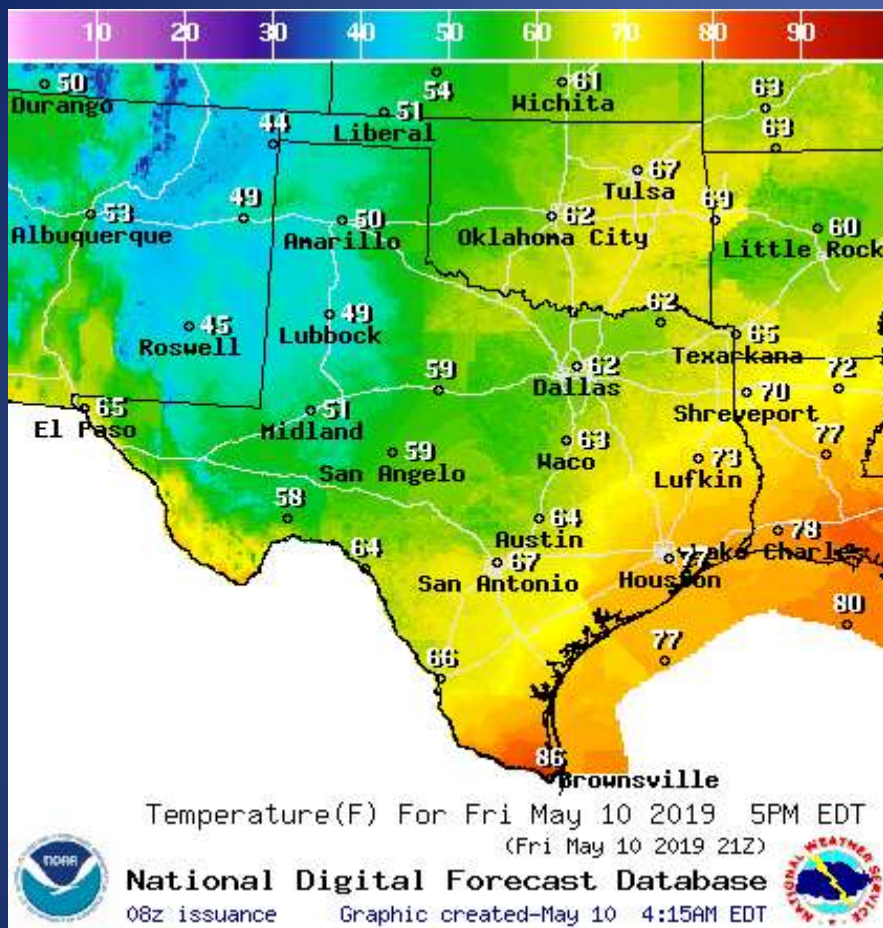 10 20 30 40 50 60 70 80 90
50
Durango
54
61
Wichita
63
51
Liberal
44
63
67
Tulsa
53
Albuquerque
49
50
Amarillo
62
Oklahoma City
69
60
Little Rock
45
Roswell
49
Lubbock
62
65
Texarkana
59
62
Dallas
72
65
El Paso
51
Midland
70
Shreveport
59
San Angelo
63
Waco
73
Lufkin
77
58
64
Austin
78
Lake Charles
64
67
San Antonio
77
Houston
80
66
77
86
Brownsville
Temperature(F) For Fri May 10 2019 5PM EDT
(Fri May 10 2019 21Z)
National Digital Forecast Database
08z issuance Graphic created-May 10 4:15AM EDT
NOAA
NATIONAL WEATHER SERVICE